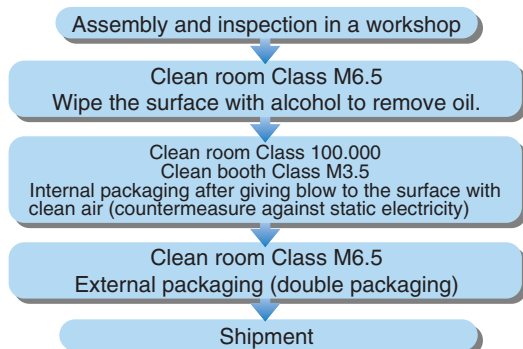 Assembly and inspection in a workshop
Clean room Class M6.5
Wipe the surface with alcohol to remove oil.
Clean room Class 100.000
Clean booth Class M3.5
Internal packaging after giving blow to the surface with
clean air (countermeasure against static electricity)
Clean room Class M6.5
External packaging (double packaging)
Shipment